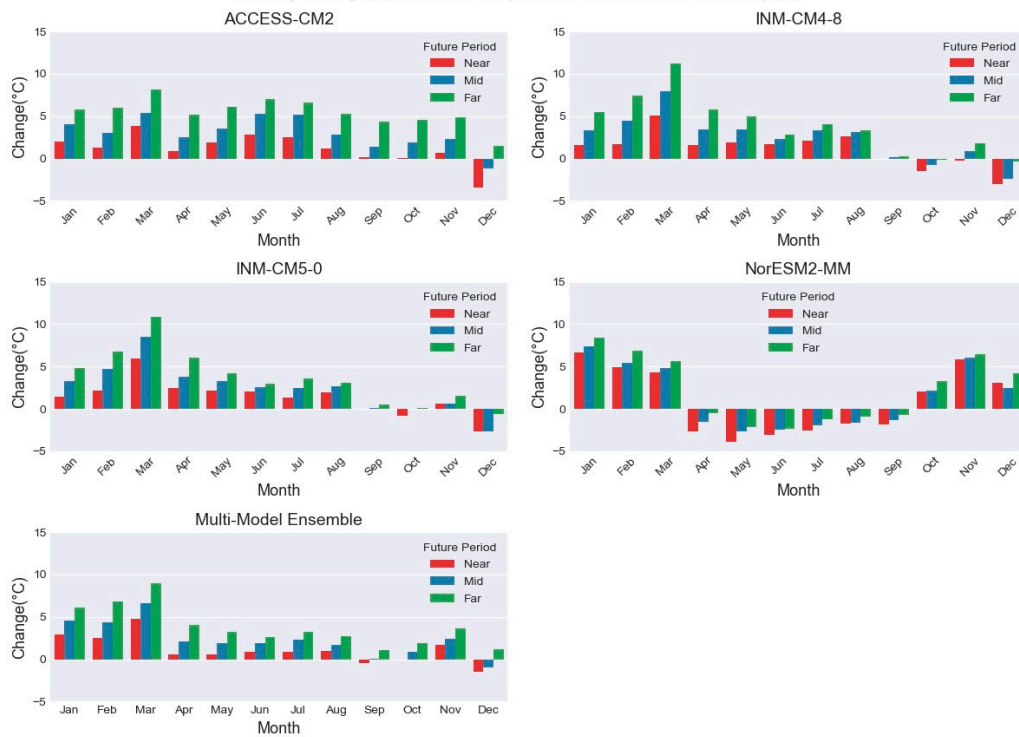 ACCESS-CM2
Change(°C)
15
10
5
0
−5
Future Period
Near
Mid
Far
Jan Feb Mar Apr May Jun Jul Aug Sep Oct Nov Dec
Month
INM-CM4-8
Change(°C)
15
10
5
0
−5
Future Period
Near
Mid
Far
Jan Feb Mar Apr May Jun Jul Aug Sep Oct Nov Dec
Month
INM-CM5-0
Change(°C)
15
10
5
0
−5
Future Period
Near
Mid
Far
Jan Feb Mar Apr May Jun Jul Aug Sep Oct Nov Dec
Month
NorESM2-MM
Change(°C)
15
10
5
0
−5
Future Period
Near
Mid
Far
Jan Feb Mar Apr May Jun Jul Aug Sep Oct Nov Dec
Month
Multi-Model Ensemble
Change(°C)
15
10
5
0
−5
Future Period
Near
Mid
Far
Jan Feb Mar Apr May Jun Jul Aug Sep Oct Nov Dec
Month